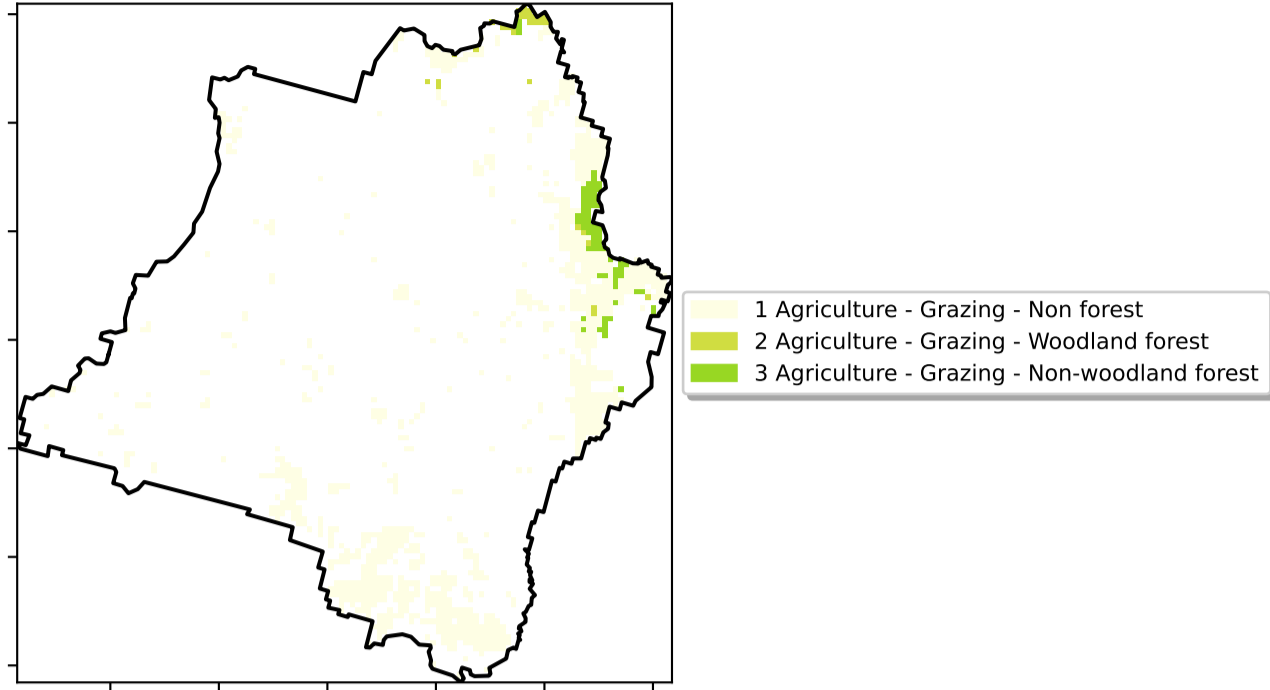 1 Agriculture - Grazing - Non forest
2 Agriculture - Grazing - Woodland forest
3 Agriculture - Grazing - Non-woodland forest